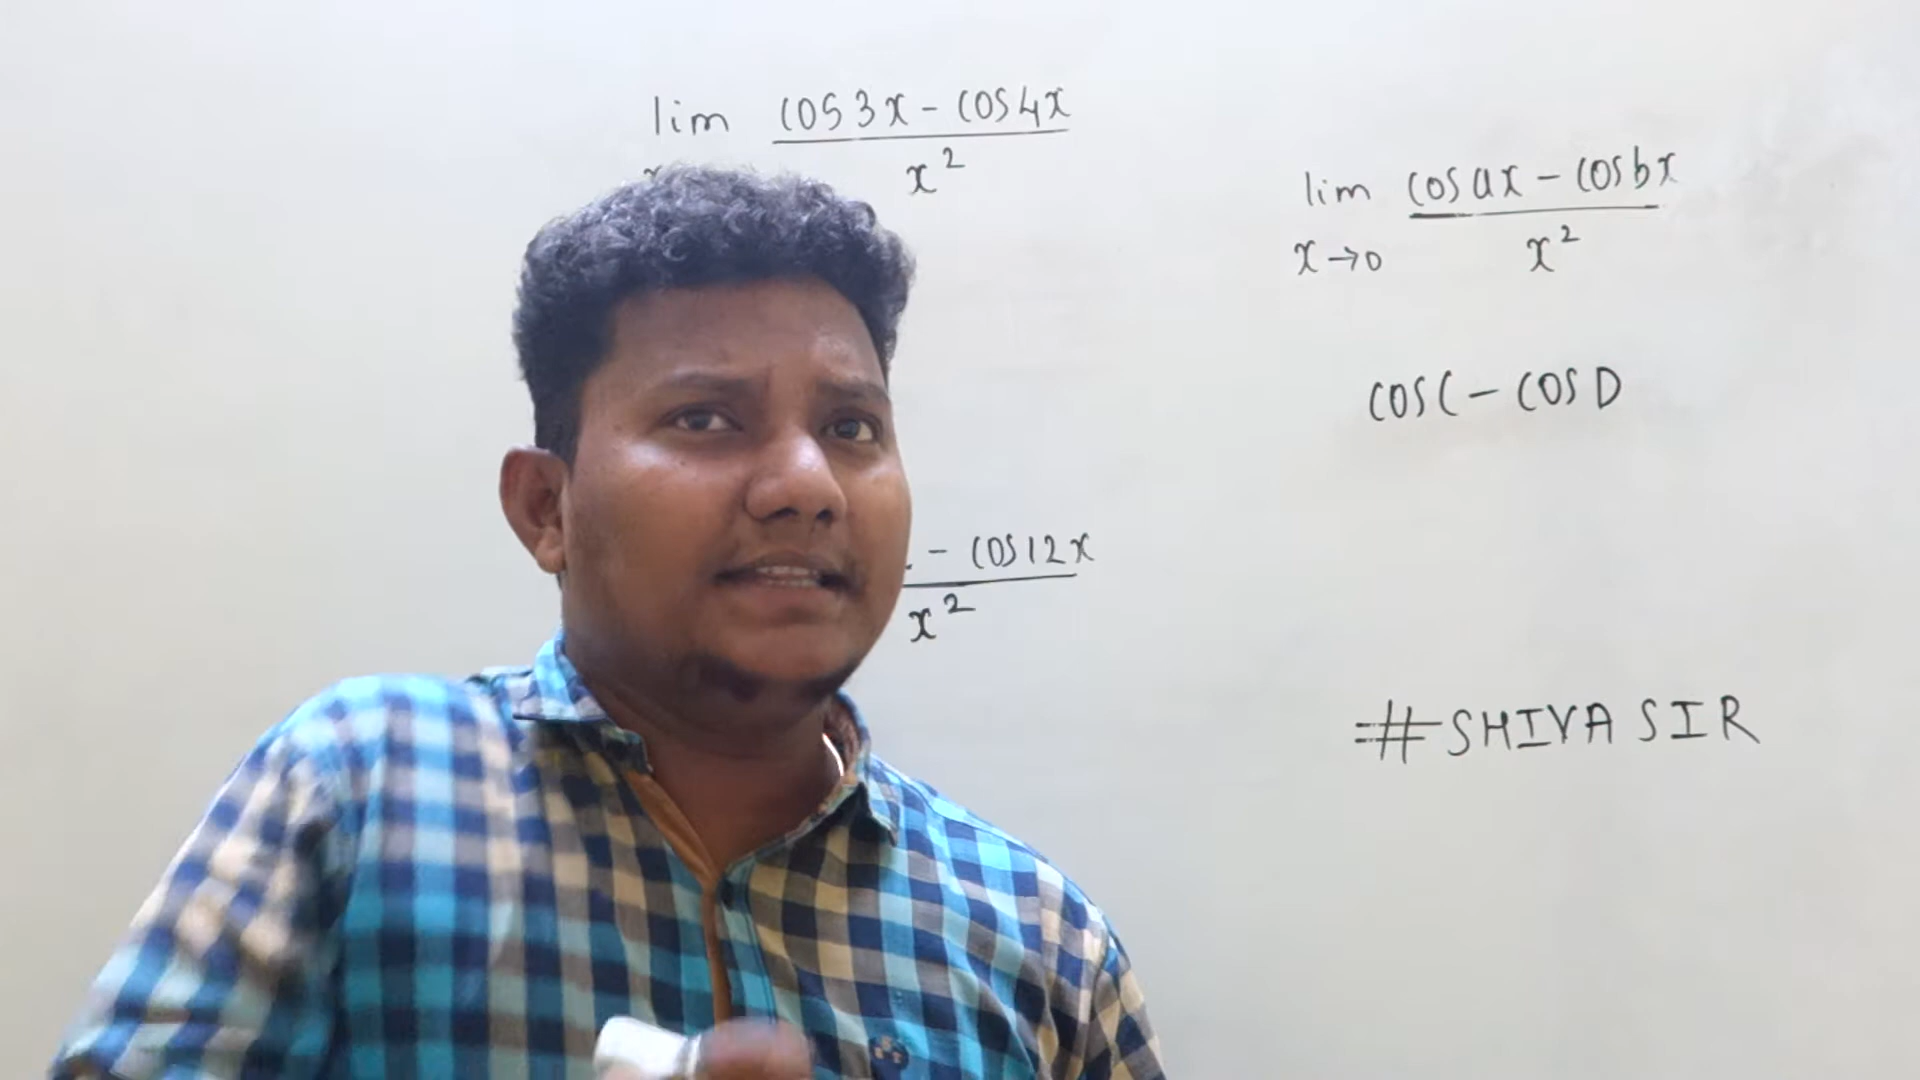 lim cos3x - cos4x
x²
lim cosax - cosbx
x→0 x²
cosC - cosD
- cos12x
x²
#SHIVA SIR